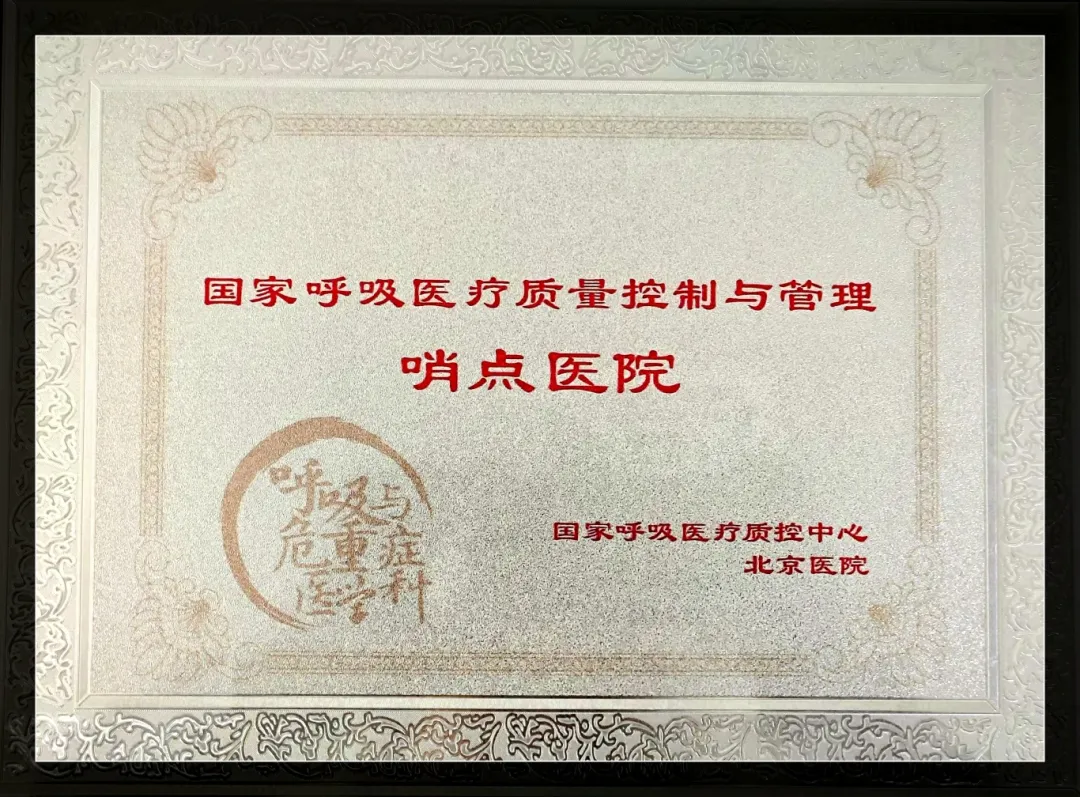 国家呼吸医疗质量控制与管理
哨点医院
呼吸与
危重症
医学科
国家呼吸医疗质控中心
北京医院